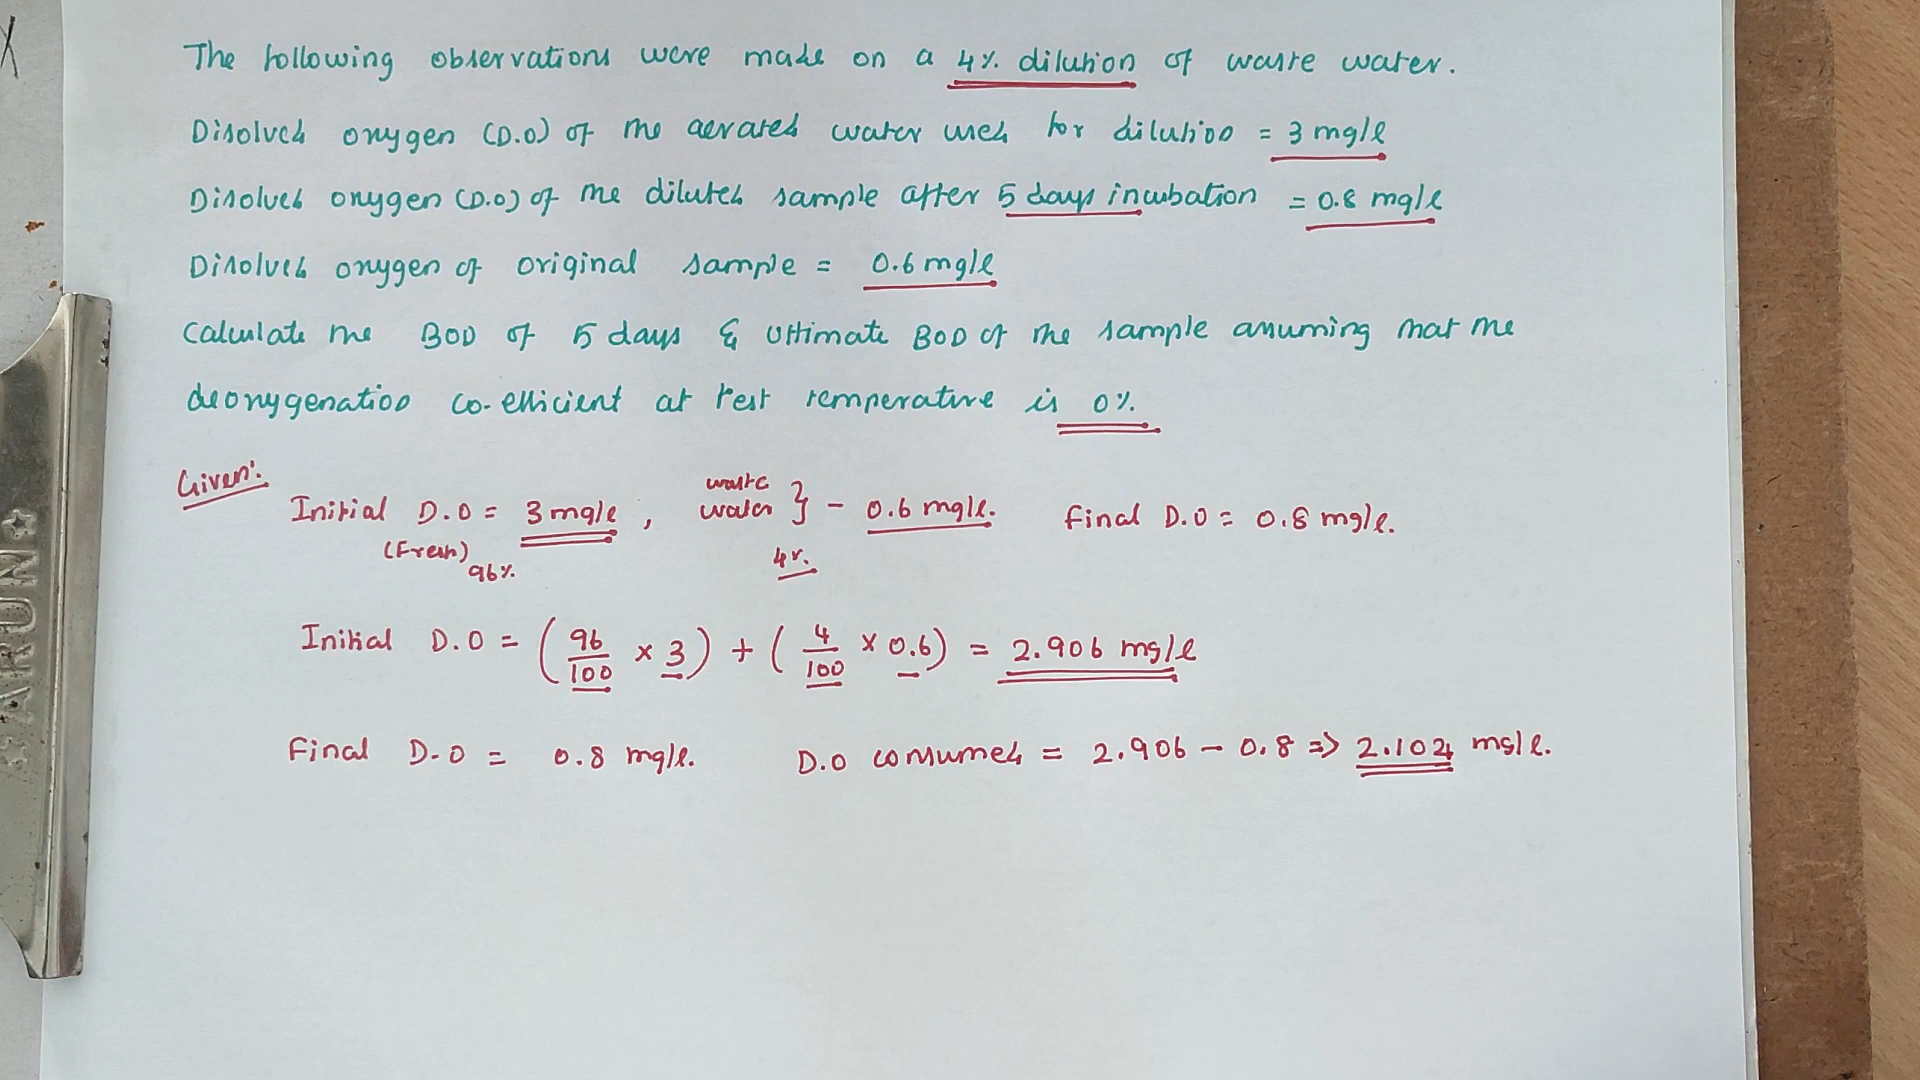 The following observations were made on a 4% dilution of waste water.
Disolved oxygen (D.O) of the aerated water used for dilution = 3 mg/l
Disolved oxygen (D.O) of the diluted sample after 5 days incubation = 0.8 mg/l
Disolved oxygen of original sample = 0.6 mg/l
Calculate the BOD of 5 days & Ultimate BOD of the sample assuming that the
deoxygenation co-efficient at test temperature is 0%.
Given:
Initial D.O = 3 mg/l , waste water } - 0.6 mg/l. Final D.O = 0.8 mg/l.
(Fresh) 96% 4%.
Initial D.O = (96/100 x 3) + (4/100 x 0.6) = 2.906 mg/l
Final D.O = 0.8 mg/l. D.O consumed = 2.906 - 0.8 => 2.104 mg/l.
ARUN